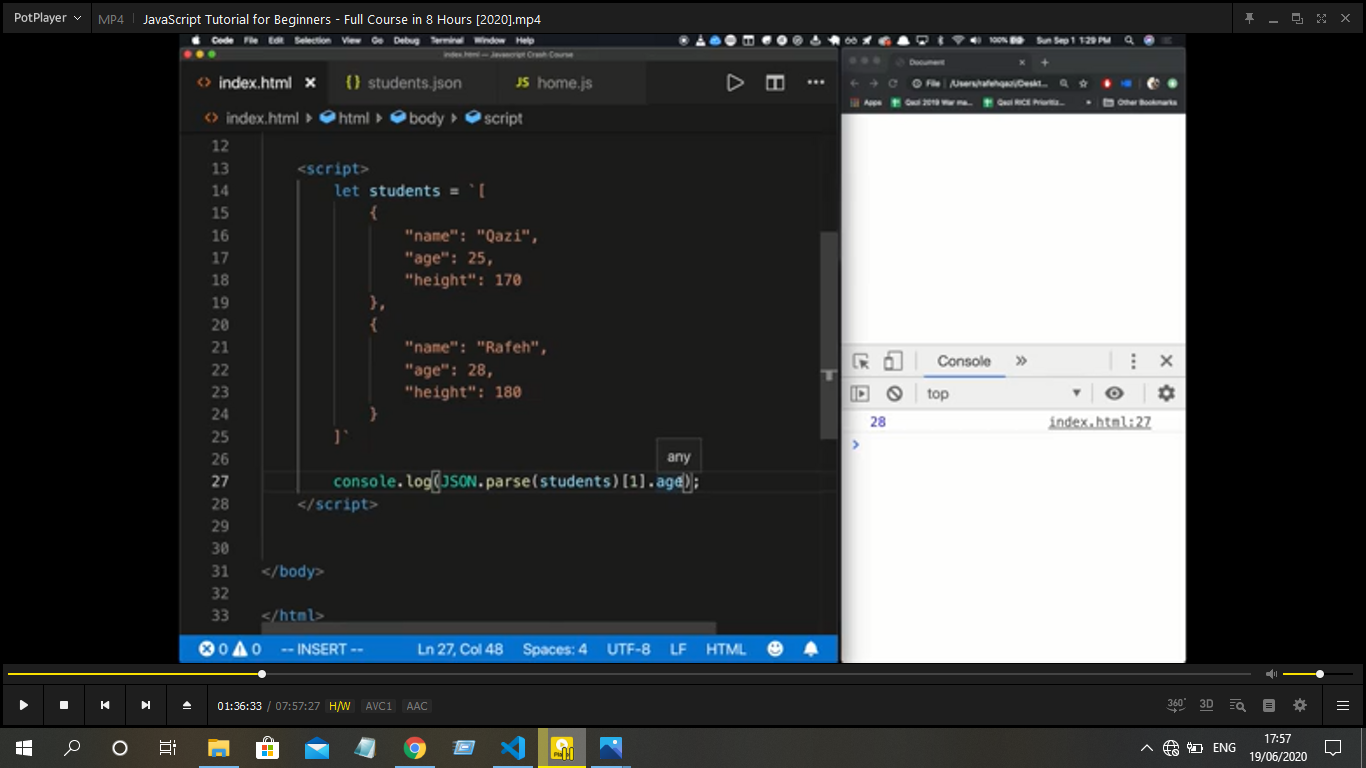 PotPlayer MP4 JavaScript Tutorial for Beginners - Full Course in 8 Hours [2020].mp4
Code File Edit Selection View Go Debug Terminal Window Help 100% Sun Sep 1 1:29 PM
index.html — Javascript Crash Course
index.html students.json JS home.js
index.html html body script
12
13 <script>
14 let students = `[
15 {
16 "name": "Qazi",
17 "age": 25,
18 "height": 170
19 },
20 {
21 "name": "Rafeh",
22 "age": 28,
23 "height": 180
24 }
25 ]`
26
any
27 console.log(JSON.parse(students)[1].age);
28 </script>
29
30
31 </body>
32
33 </html>
0 0 -- INSERT -- Ln 27, Col 48 Spaces: 4 UTF-8 LF HTML
Document
File /Users/rafehqazi/Deskt...
Apps Qazi 2019 War ma... Qazi RICE Prioritiz... Other Bookmarks
Console
top
28 index.html:27
01:36:33 / 07:57:27 H/W AVC1 AAC 360° 3D
ENG 17:57
19/06/2020